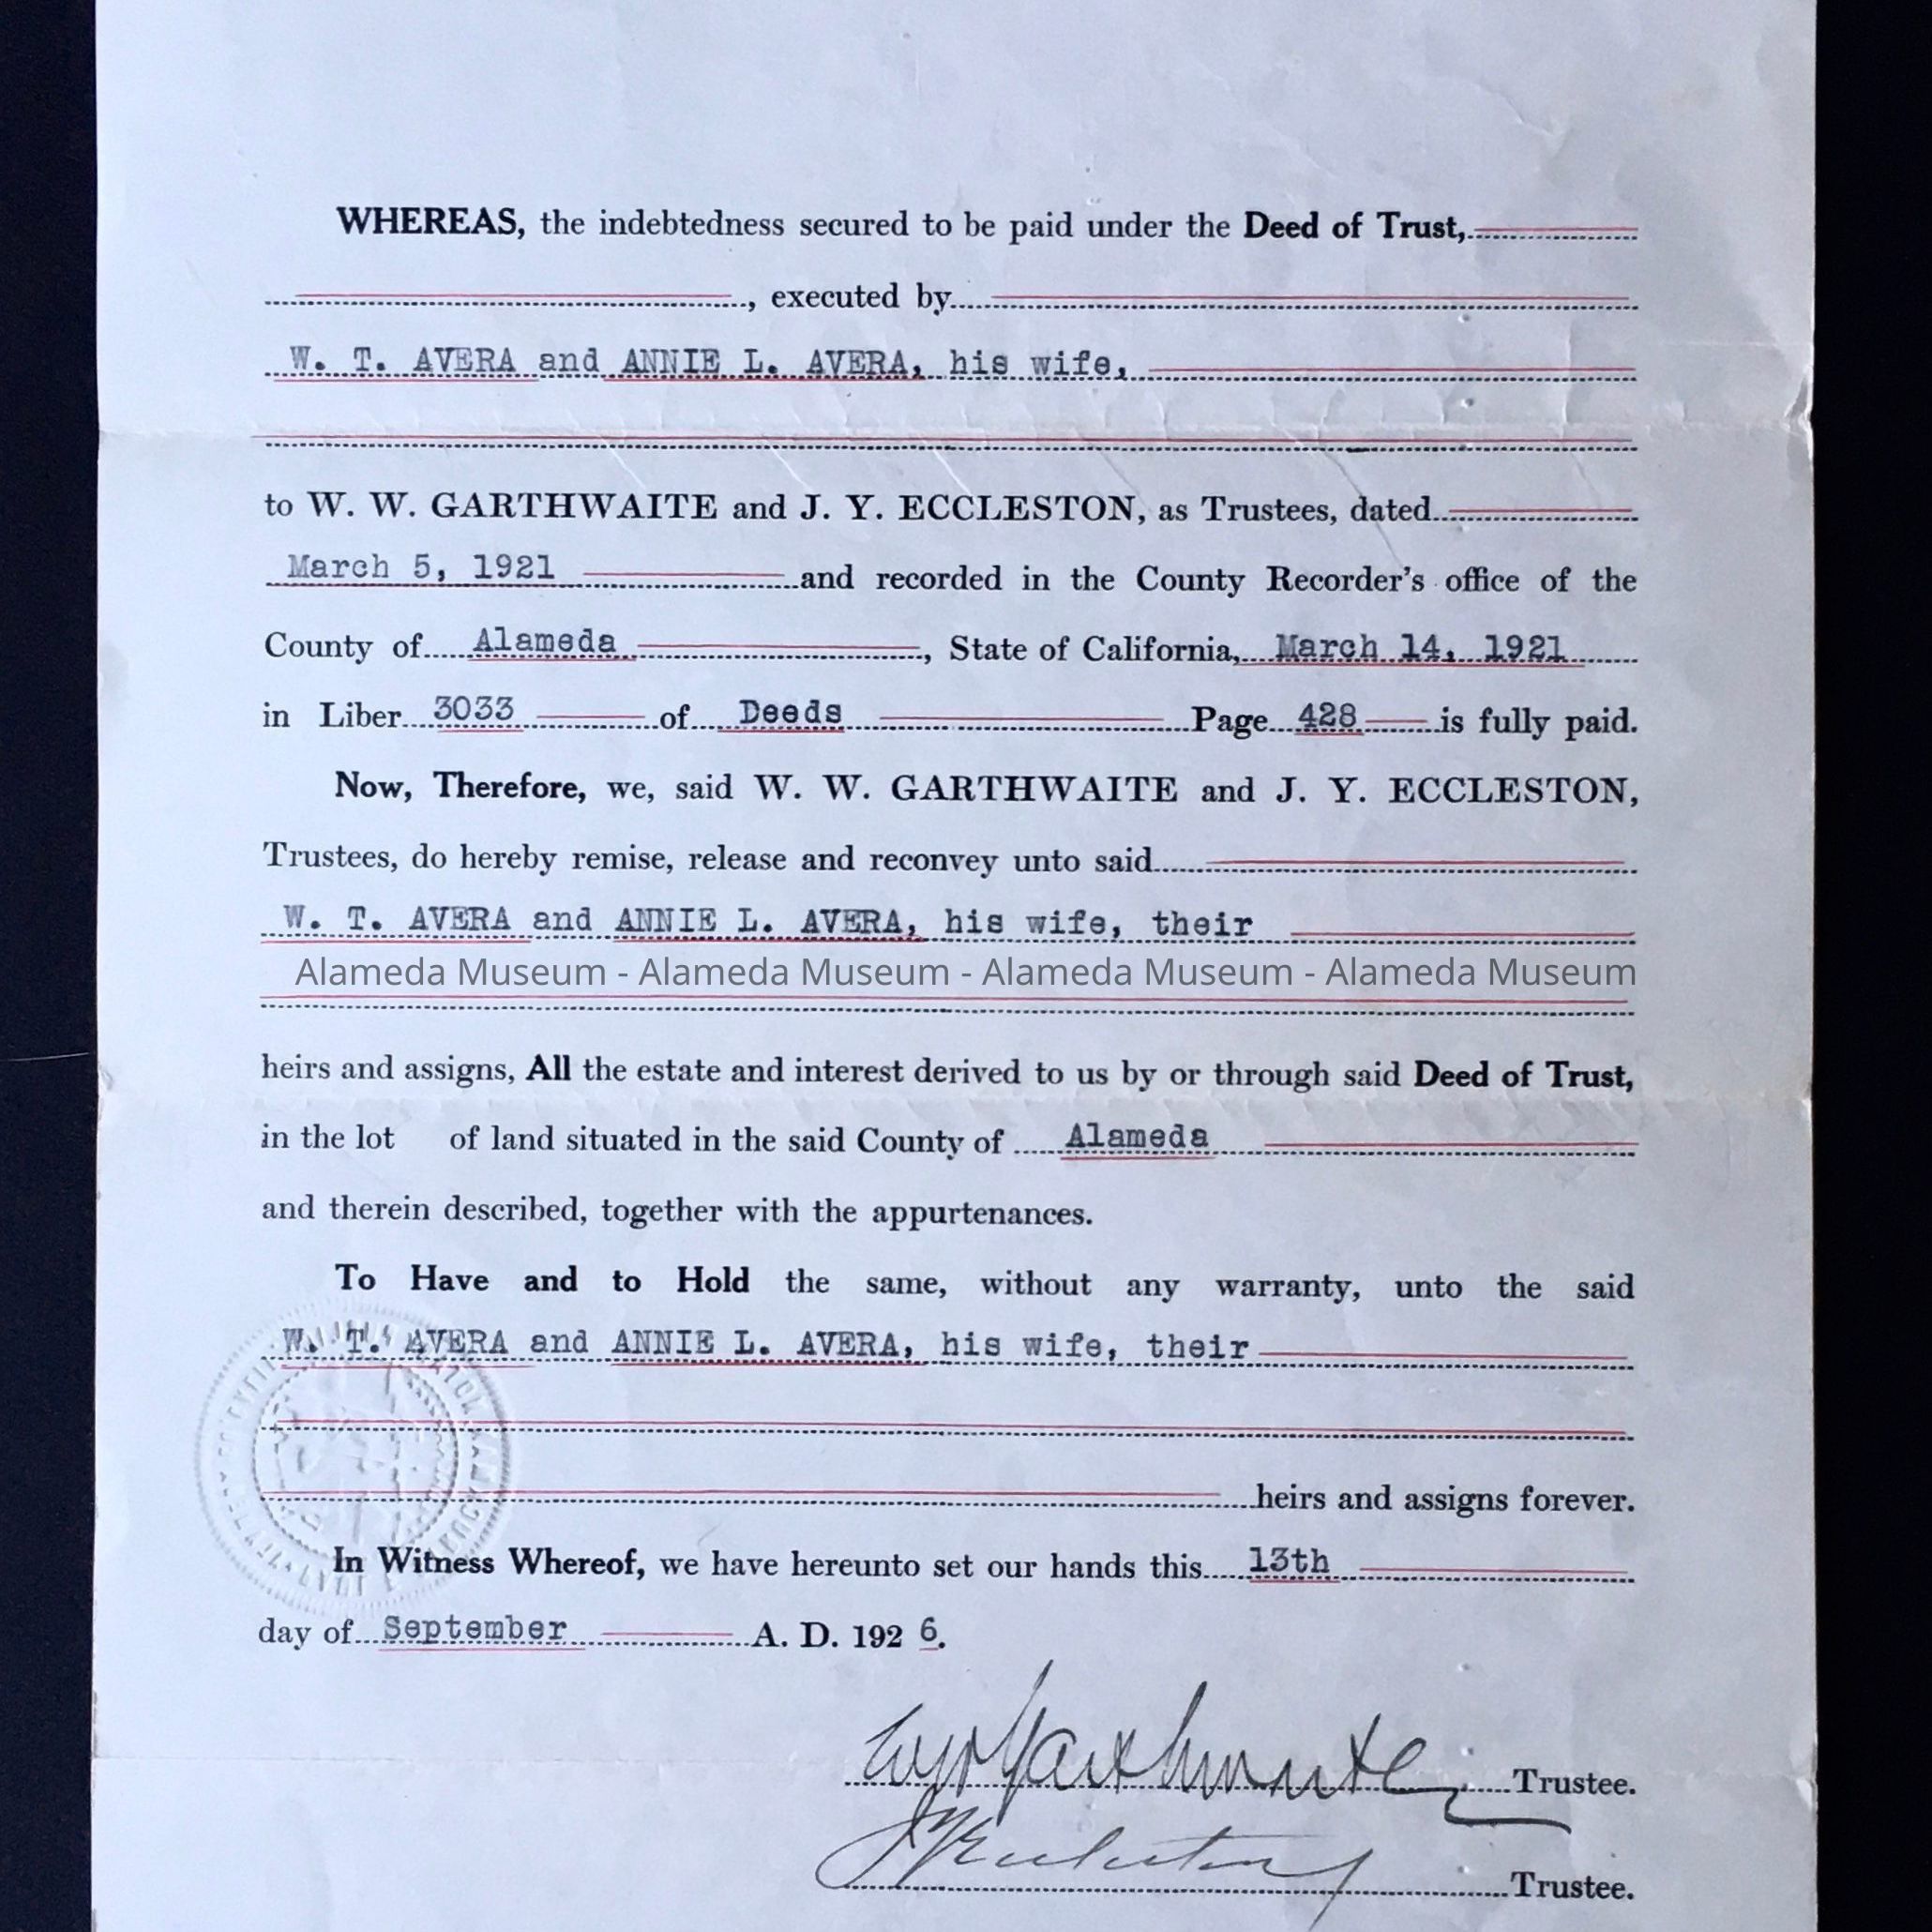 WHEREAS, the indebtedness secured to be paid under the Deed of Trust,
, executed by
W. T. AVERA and ANNIE L. AVERA, his wife,
to W. W. GARTHWAITE and J. Y. ECCLESTON, as Trustees, dated
March 5, 1921 and recorded in the County Recorder's office of the
County of Alameda, State of California, March 14, 1921
in Liber 3033 of Deeds Page 428 is fully paid.
Now, Therefore, we, said W. W. GARTHWAITE and J. Y. ECCLESTON,
Trustees, do hereby remise, release and reconvey unto said
W. T. AVERA and ANNIE L. AVERA, his wife, their
Alameda Museum - Alameda Museum - Alameda Museum - Alameda Museum
heirs and assigns, All the estate and interest derived to us by or through said Deed of Trust,
in the lot of land situated in the said County of Alameda
and therein described, together with the appurtenances.
To Have and to Hold the same, without any warranty, unto the said
W. T. AVERA and ANNIE L. AVERA, his wife, their
heirs and assigns forever.
In Witness Whereof, we have hereunto set our hands this 13th
day of September A. D. 192 6.
WWGarthwaite Trustee.
JYEccleston Trustee.